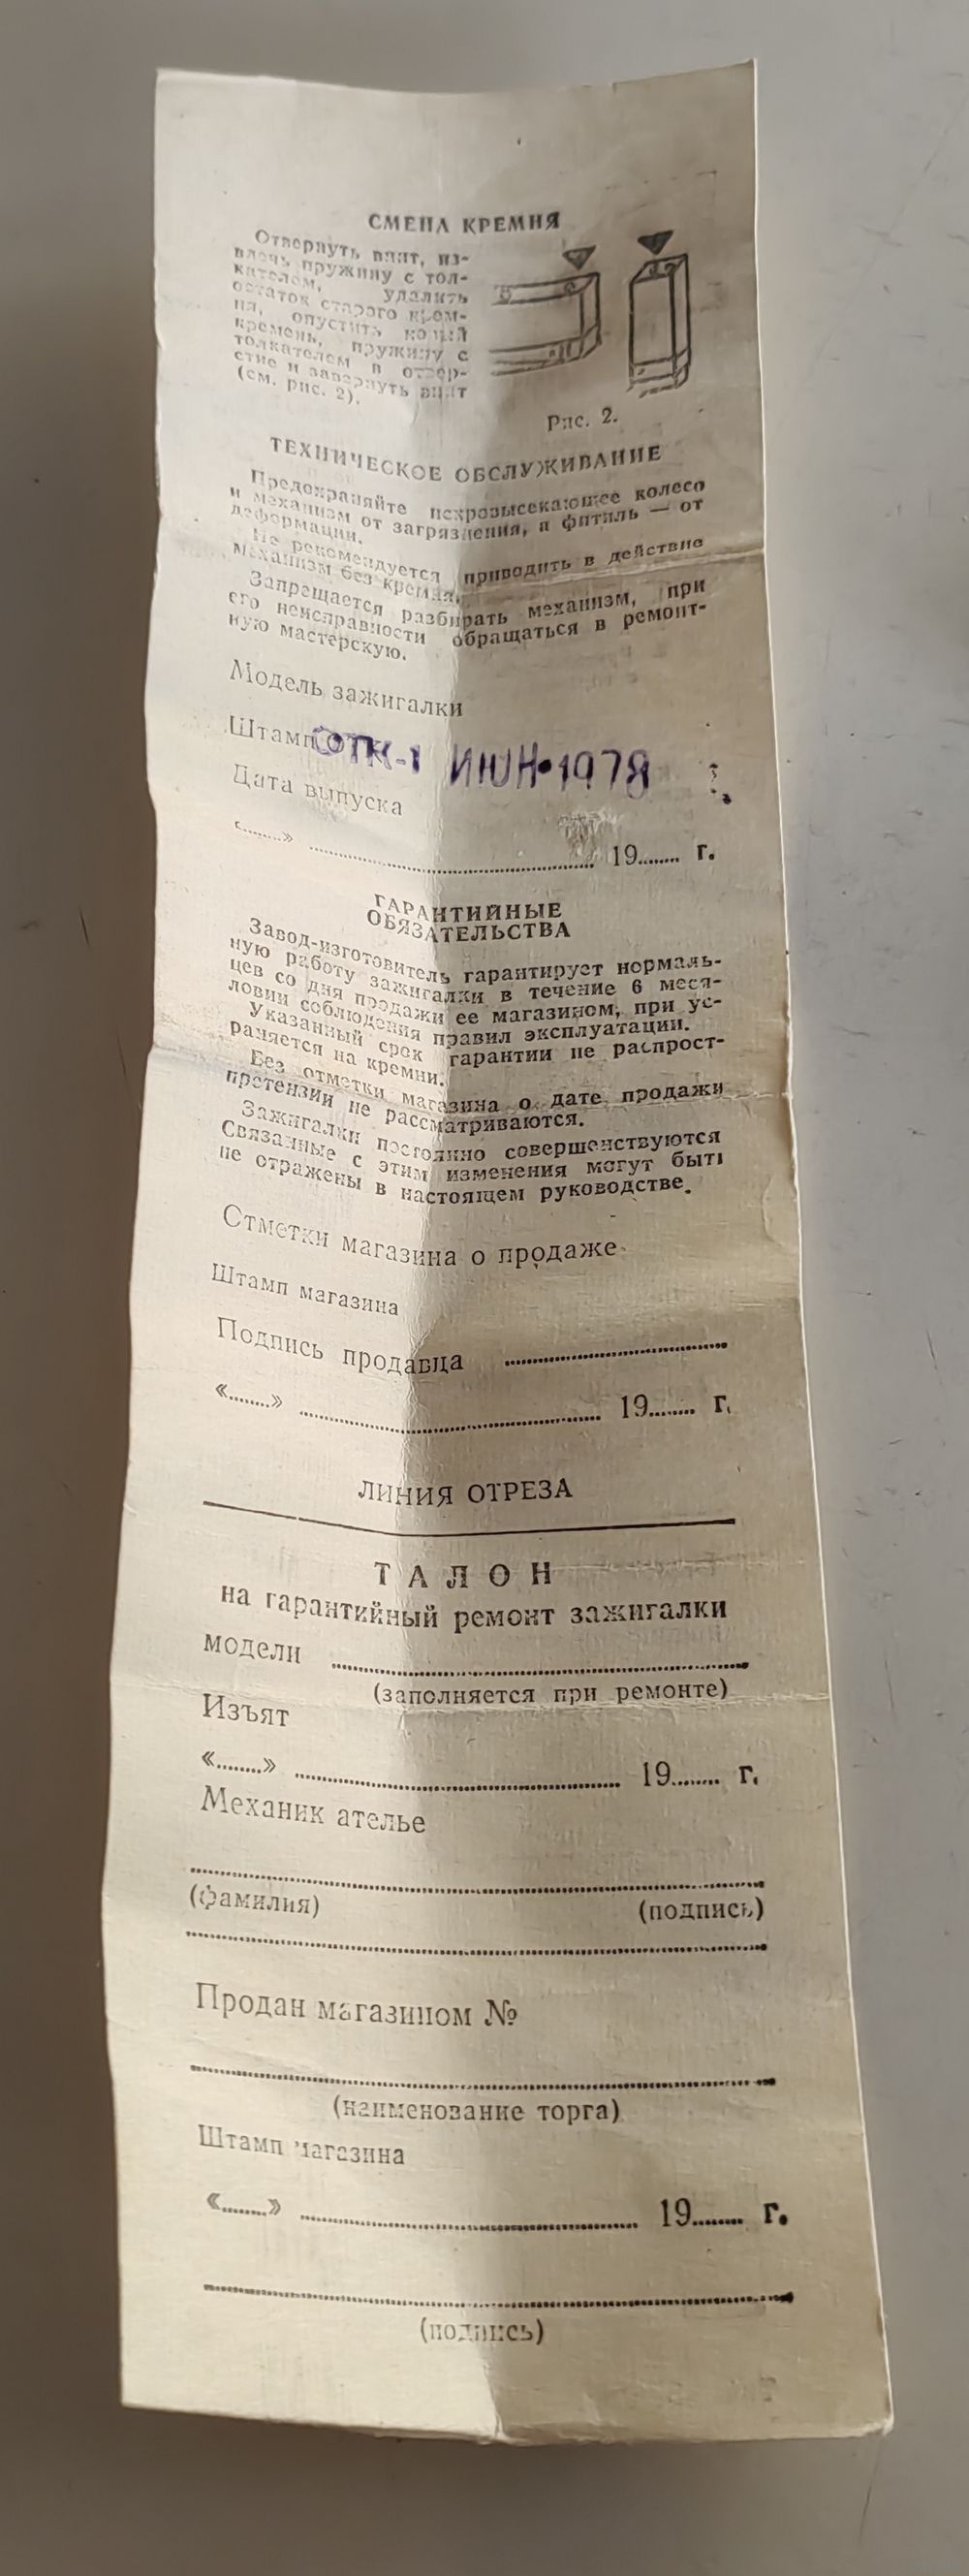 СМЕНА КРЕМНЯ
Отвернуть винт, из-
влечь пружину с тол-
кателем, удалить
остаток старого крем-
ня, опустить новый
кремень, пружину с
толкателем в отвер-
стие и завернуть винт
(см. рис. 2).
Рис. 2.
ТЕХНИЧЕСКОЕ ОБСЛУЖИВАНИЕ
Предохраняйте искровысекающее колесо
и механизм от загрязнения, а фитиль — от
деформации.
Не рекомендуется приводить в действие
механизм без кремня.
Запрещается разбирать механизм, при
его неисправности обращаться в ремонт-
ную мастерскую.
Модель зажигалки
Штамп ОТК-1 ИЮН•1979
Дата выпуска
«........» ........................ 19........ г.
ГАРАНТИЙНЫЕ
ОБЯЗАТЕЛЬСТВА
Завод-изготовитель гарантирует нормаль-
ную работу зажигалки в течение 6 меся-
цев со дня продажи ее магазином, при ус-
ловии соблюдения правил эксплуатации.
Указанный срок гарантии не распрост-
раняется на кремни.
Без отметки магазина о дате продажи
претензии не рассматриваются.
Зажигалки постоянно совершенствуются
Связанные с этим изменения могут быть
не отражены в настоящем руководстве.
Отметки магазина о продаже
Штамп магазина
Подпись продавца ........................
«........» ........................ 19........ г.
ЛИНИЯ ОТРЕЗА
ТАЛОН
на гарантийный ремонт зажигалки
модели ........................
(заполняется при ремонте)
Изъят
«........» ........................ 19........ г.
Механик ателье
(фамилия) (подпись)
Продан магазином №
(наименование торга)
Штамп магазина
«........» ........................ 19........ г.
(подпись)